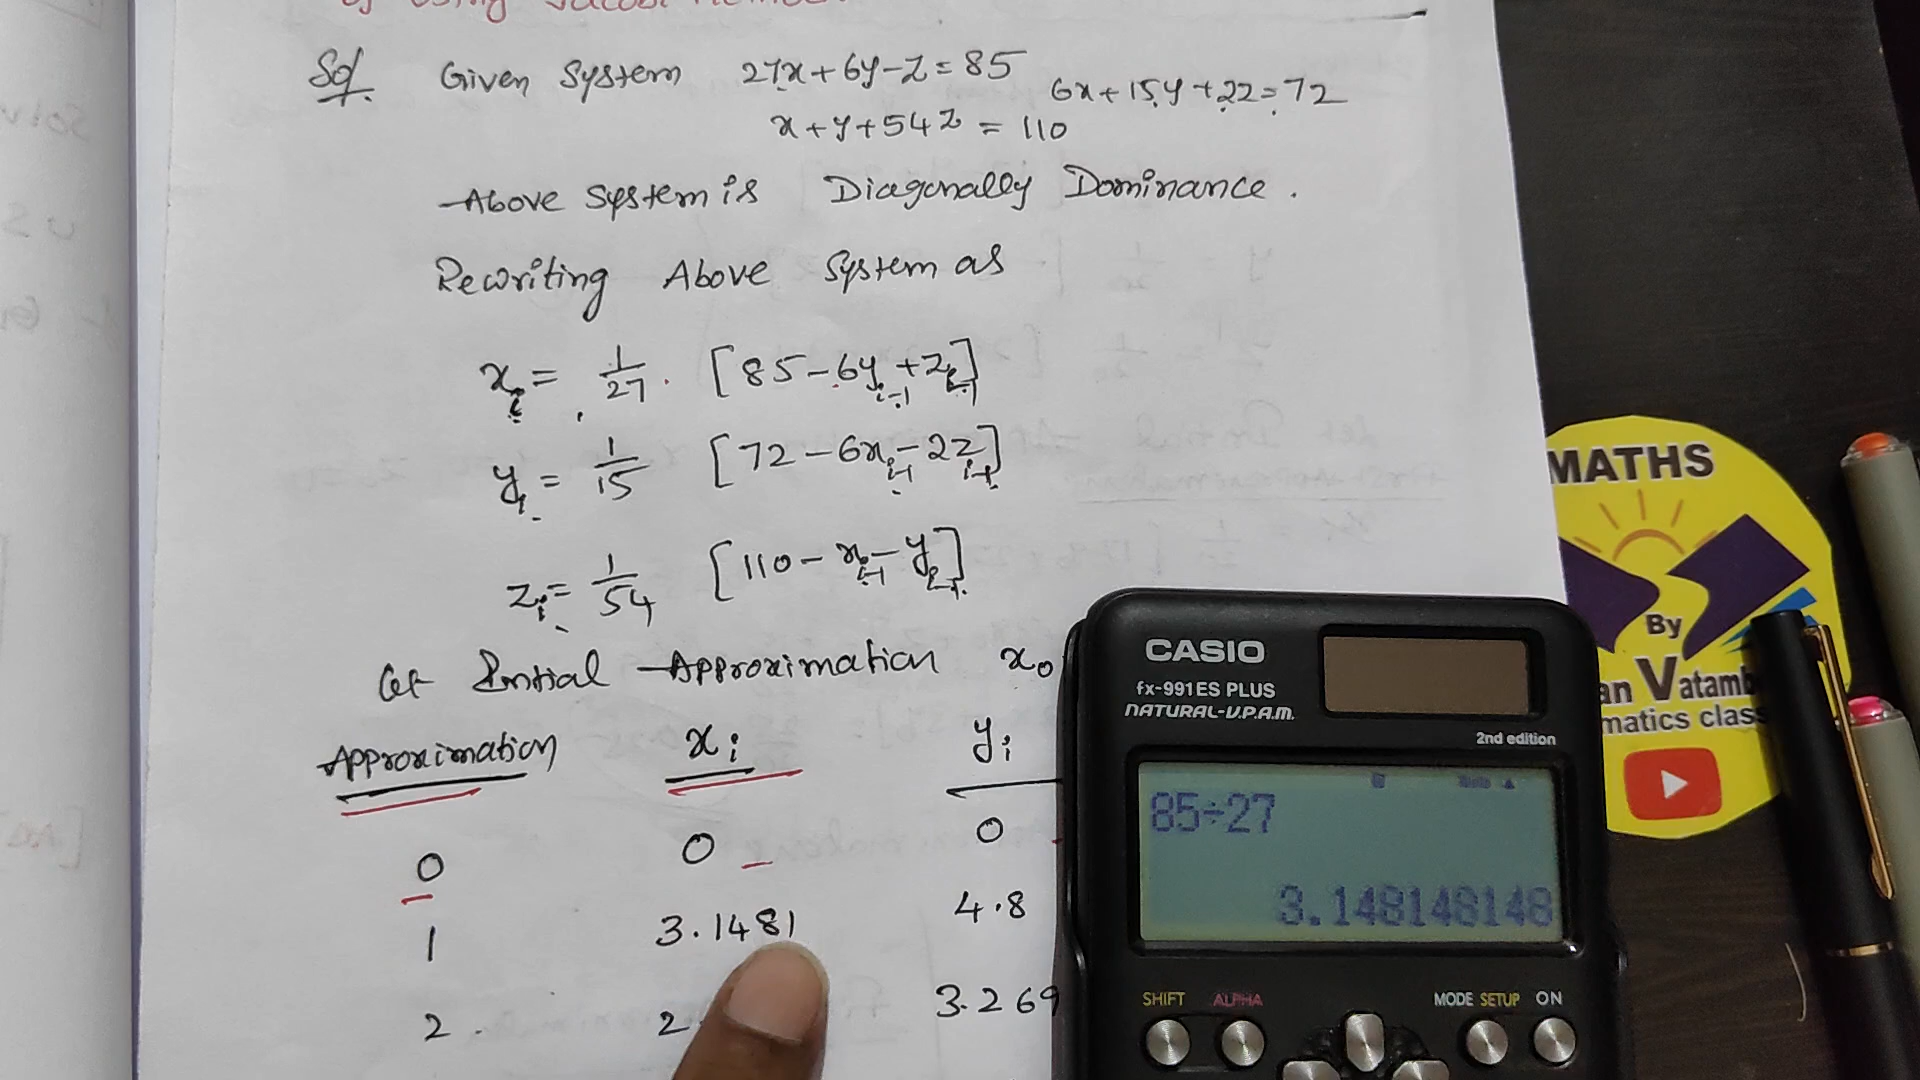 Sol Given System 27x+6y-z=85 6x+15y+2z=72
x+y+54z = 110
Above System is Diagonally Dominance.
Rewriting Above System as
xᵢ = 1/27 . [85-6yᵢ₋₁+zᵢ₋₁]
yᵢ = 1/15 [72-6xᵢ₋₁-2zᵢ₋₁]
zᵢ = 1/54 [110-xᵢ₋₁-yᵢ₋₁]
Let Initial Approximation x₀
Approximation xᵢ yᵢ
0 0 0
1 3.1481 4.8
2 2 3.269
MATHS
By
an Vatamb
matics class
CASIO
fx-991ES PLUS
NATURAL-V.P.A.M.
2nd edition
85÷27
3.148148148
SHIFT ALPHA MODE SETUP ON